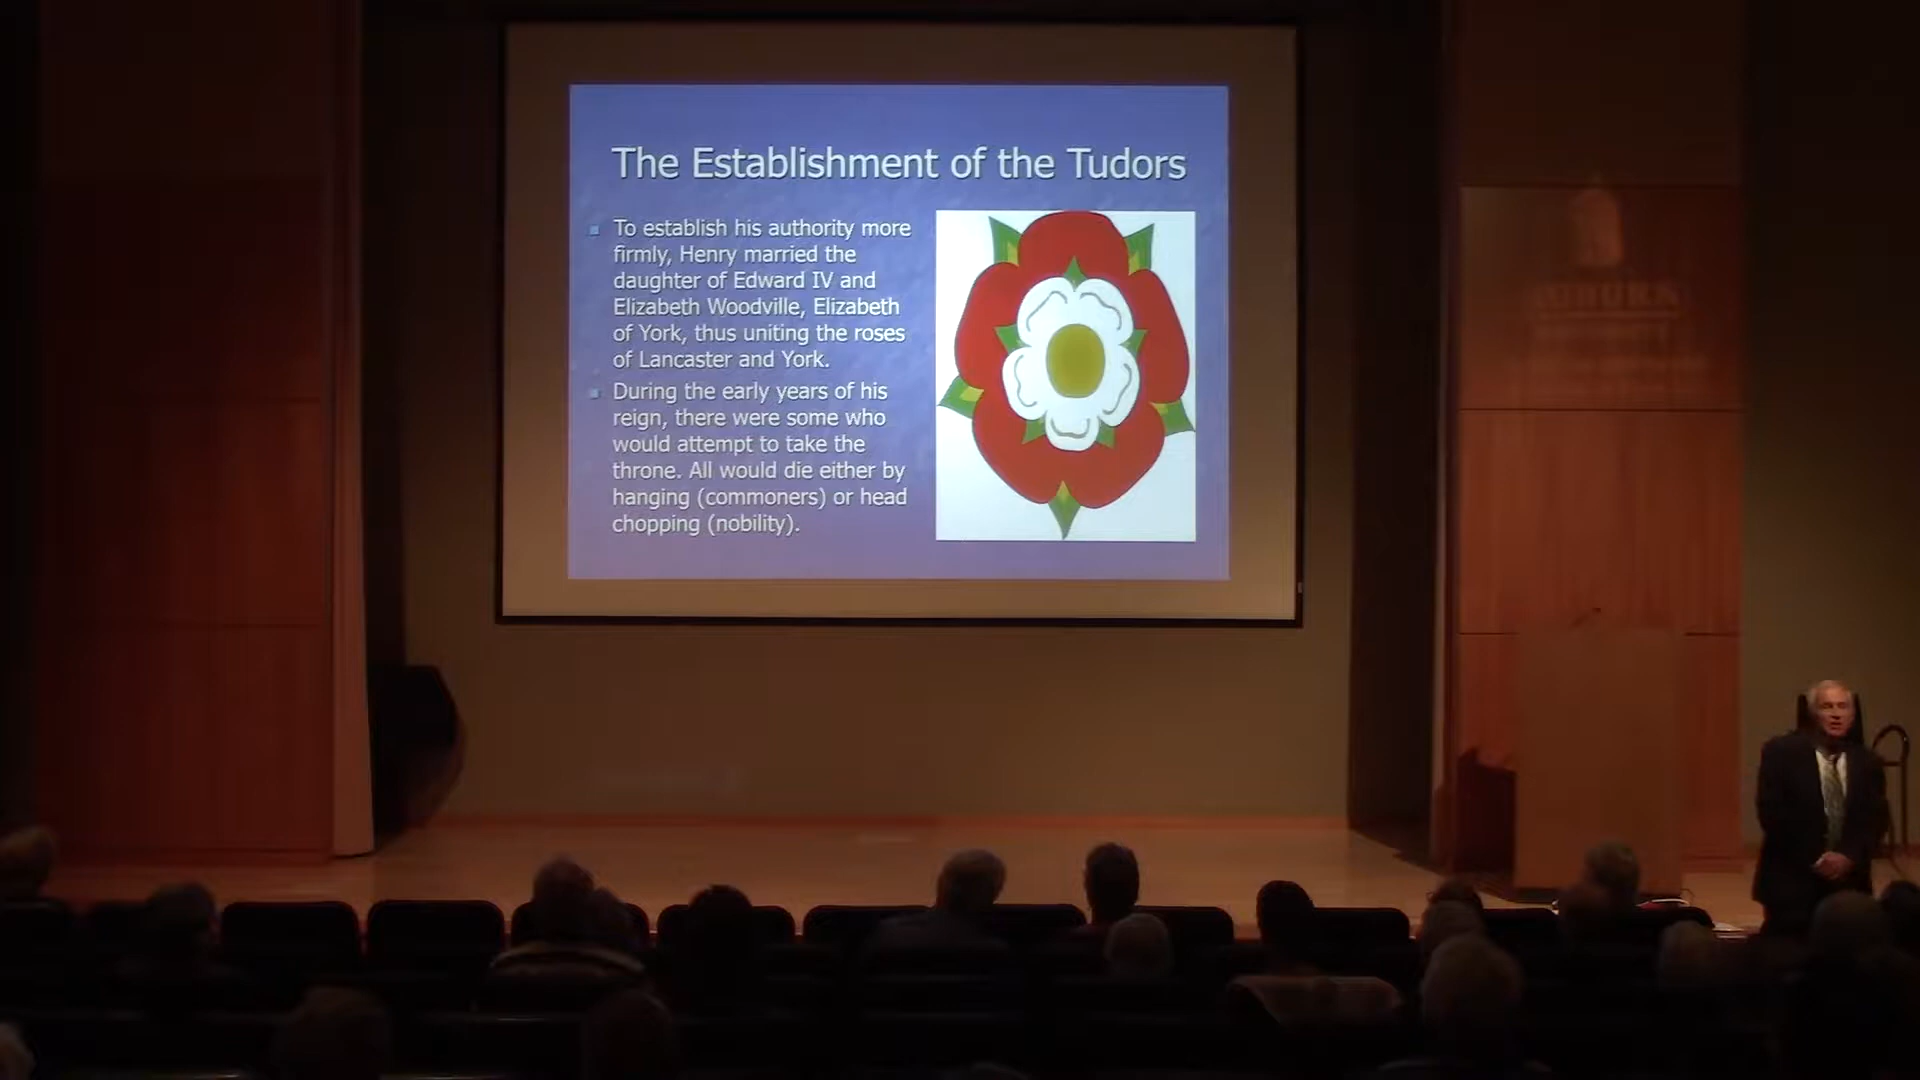 The Establishment of the Tudors
To establish his authority more
firmly, Henry married the
daughter of Edward IV and
Elizabeth Woodville, Elizabeth
of York, thus uniting the roses
of Lancaster and York.
During the early years of his
reign, there were some who
would attempt to take the
throne. All would die either by
hanging (commoners) or head
chopping (nobility).